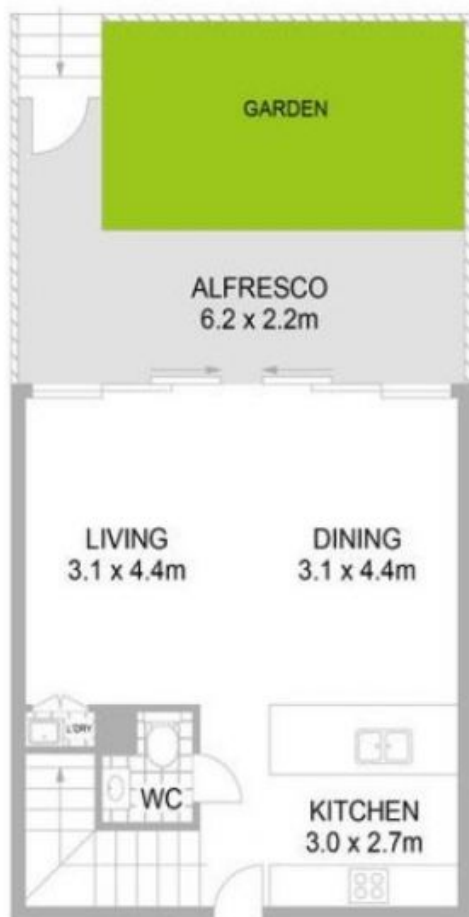 GARDEN
ALFRESCO
6.2 x 2.2m
LIVING
3.1 x 4.4m
DINING
3.1 x 4.4m
L'DRY
WC
KITCHEN
3.0 x 2.7m